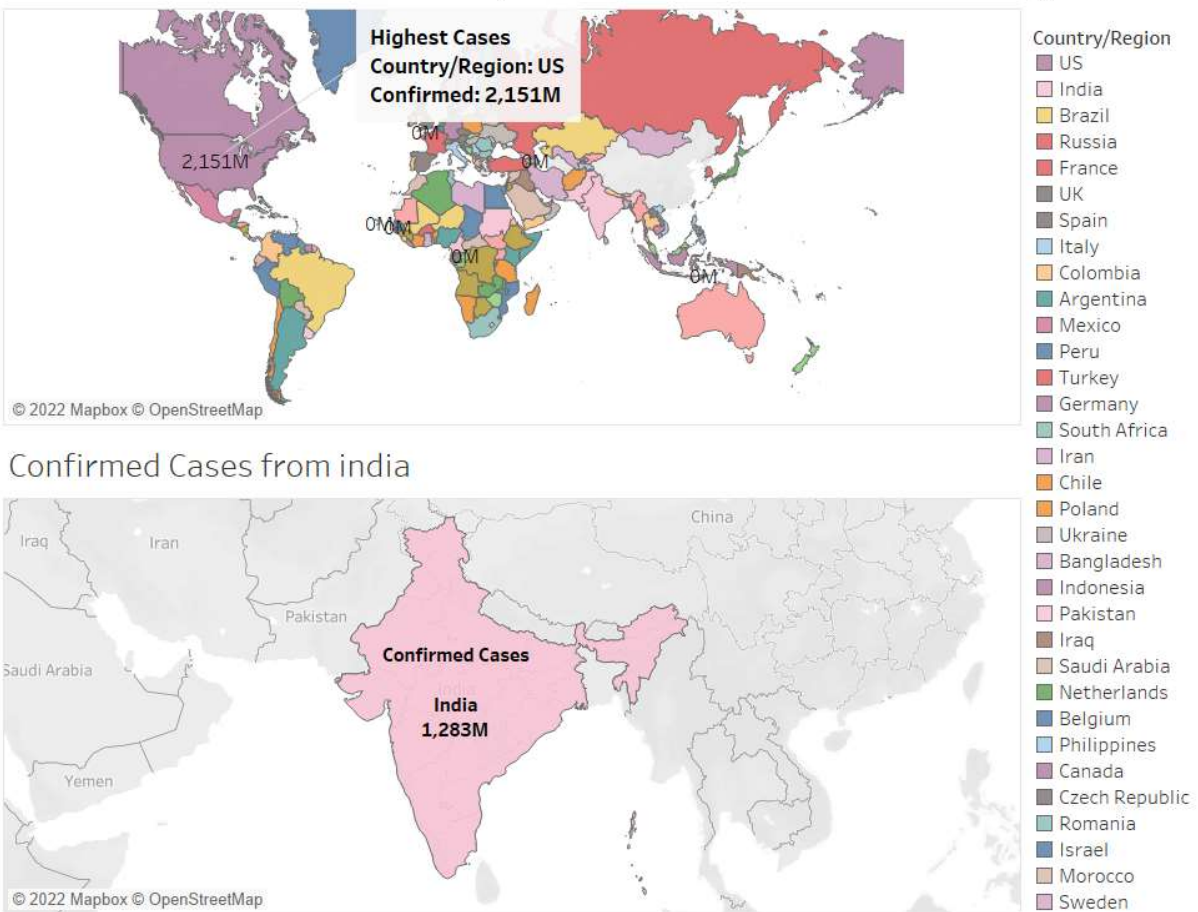 Highest Cases
Country/Region: US
Confirmed: 2,151M
0M
2,151M
0M
0M
0M
0M
0M
© 2022 Mapbox © OpenStreetMap
Confirmed Cases from india
China
Iraq
Iran
Pakistan
Saudi Arabia
Confirmed Cases
India
1,283M
Yemen
© 2022 Mapbox © OpenStreetMap
Country/Region
US
India
Brazil
Russia
France
UK
Spain
Italy
Colombia
Argentina
Mexico
Peru
Turkey
Germany
South Africa
Iran
Chile
Poland
Ukraine
Bangladesh
Indonesia
Pakistan
Iraq
Saudi Arabia
Netherlands
Belgium
Philippines
Canada
Czech Republic
Romania
Israel
Morocco
Sweden